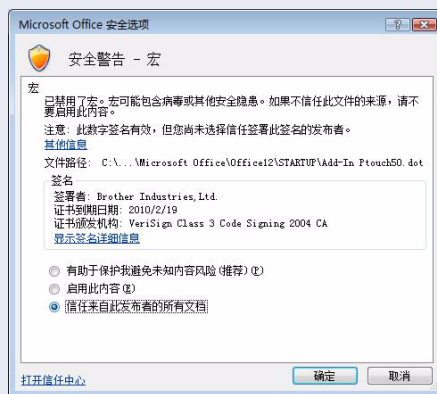 Microsoft Office 安全选项
安全警告 - 宏
宏
已禁用了宏。宏可能包含病毒或其他安全隐患。如果不信任此文件的来源，请不
要启用此内容。
注意: 此数字签名有效，但您尚未选择信任签署此签名的发布者。
其他信息
文件路径: C:\...\Microsoft Office\Office12\STARTUP\Add-In Ptouch50.dot
签名
签署者: Brother Industries,Ltd.
证书到期日期: 2010/2/19
证书颁发机构: VeriSign Class 3 Code Signing 2004 CA
显示签名详细信息
有助于保护我避免未知内容风险(推荐)(P)
启用此内容(E)
信任来自此发布者的所有文档
打开信任中心
确定
取消